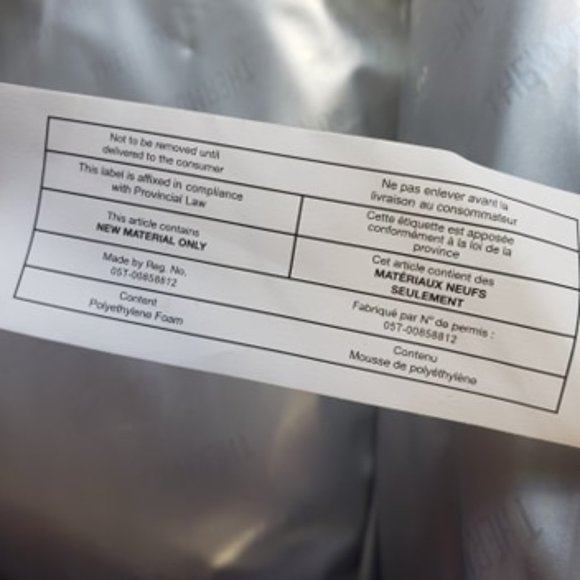 Not to be removed until
delivered to the consumer
Ne pas enlever avant la
livraison au consommateur
This label is affixed in compliance
with Provincial Law
Cette étiquette est apposée
conformément à la loi de la
province
This article contains
NEW MATERIAL ONLY
Cet article contient des
MATÉRIAUX NEUFS
SEULEMENT
Made by Reg. No.
05T-00858812
Fabriqué par N° de permis :
05T-00858812
Content
Polyethylene Foam
Contenu
Mousse de polyéthylène